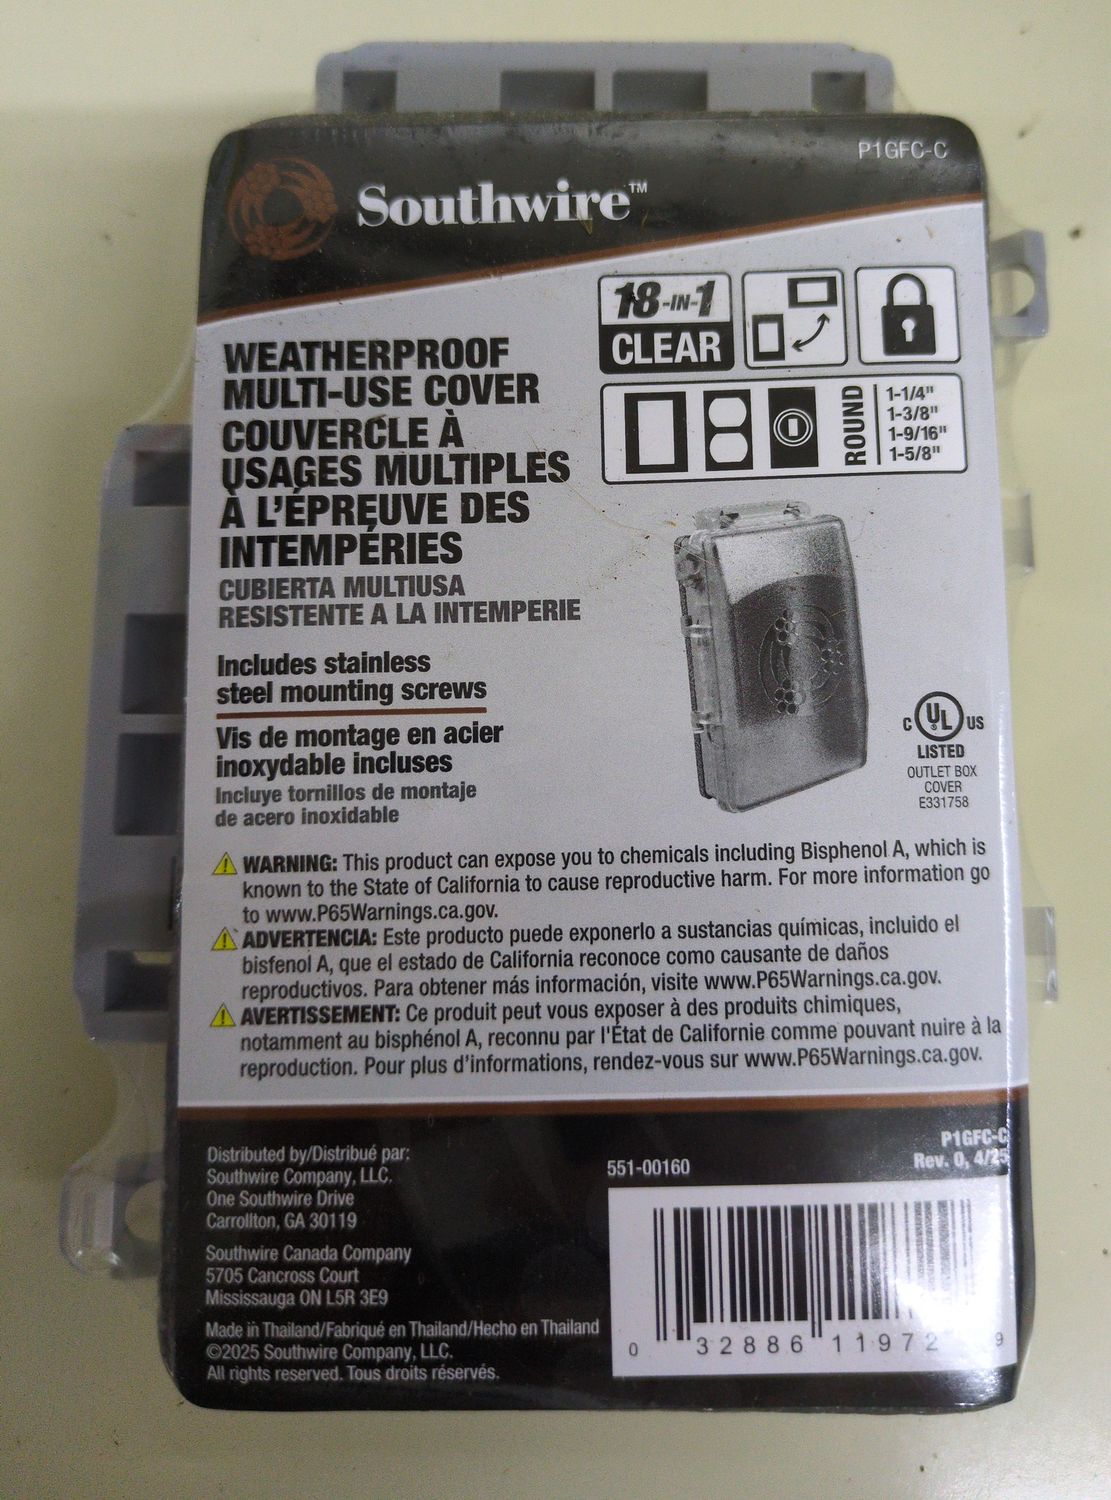 P1GFC-C
Southwire™
18-IN-1
CLEAR
WEATHERPROOF
MULTI-USE COVER
COUVERCLE À
USAGES MULTIPLES
À L'ÉPREUVE DES
INTEMPÉRIES
CUBIERTA MULTIUSA
RESISTENTE A LA INTEMPERIE
ROUND
1-1/4"
1-3/8"
1-9/16"
1-5/8"
Includes stainless
steel mounting screws
Vis de montage en acier
inoxydable incluses
Incluye tornillos de montaje
de acero inoxidable
C UL US
®
LISTED
OUTLET BOX
COVER
E331758
WARNING: This product can expose you to chemicals including Bisphenol A, which is
known to the State of California to cause reproductive harm. For more information go
to www.P65Warnings.ca.gov.
ADVERTENCIA: Este producto puede exponerlo a sustancias químicas, incluido el
bisfenol A, que el estado de California reconoce como causante de daños
reproductivos. Para obtener más información, visite www.P65Warnings.ca.gov.
AVERTISSEMENT: Ce produit peut vous exposer à des produits chimiques,
notamment au bisphénol A, reconnu par l'État de Californie comme pouvant nuire à la
reproduction. Pour plus d'informations, rendez-vous sur www.P65Warnings.ca.gov.
Distributed by/Distribué par:
Southwire Company, LLC.
One Southwire Drive
Carrollton, GA 30119
Southwire Canada Company
5705 Cancross Court
Mississauga ON L5R 3E9
Made in Thailand/Fabriqué en Thailand/Hecho en Thailand
©2025 Southwire Company, LLC.
All rights reserved. Tous droits réservés.
P1GFC-C
Rev. 0, 4/25
551-00160
0 32886 11972 9